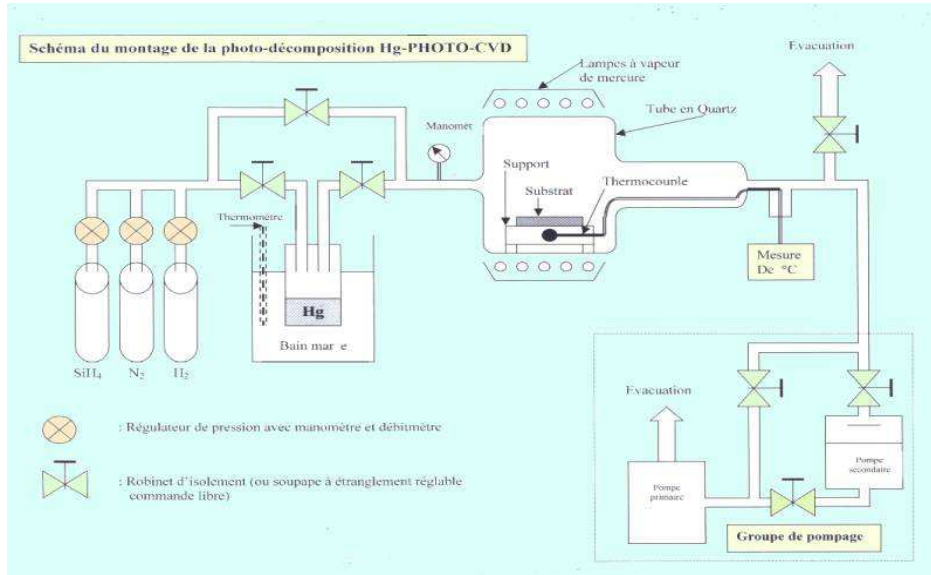 Schéma du montage de la photo-décomposition Hg-PHOTO-CVD
Evacuation
Lampes à vapeur
de mercure
Tube en Quartz
Manomèt
Support
Substrat
Thermocouple
Thermomètre
Mesure
De °C
Hg
Bain mar e
SiH₄ N₂ H₂
Evacuation
: Régulateur de pression avec manomètre et débitmètre
: Robinet d'isolement (ou soupape à étranglement réglable
commande libre)
Pompe
primaire
Pompe
secondaire
Groupe de pompage